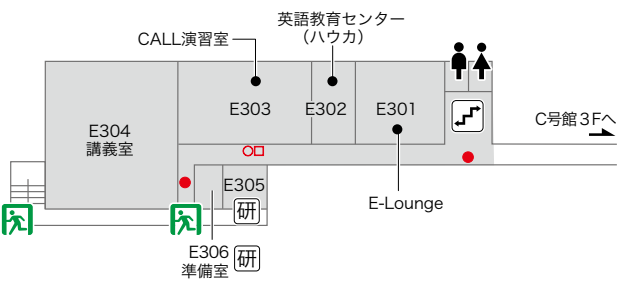 英語教育センター
（ハウカ）
CALL演習室
E303
E302
E301
E304
講義室
C号館3Fへ
E305
研
E-Lounge
E306
準備室
研